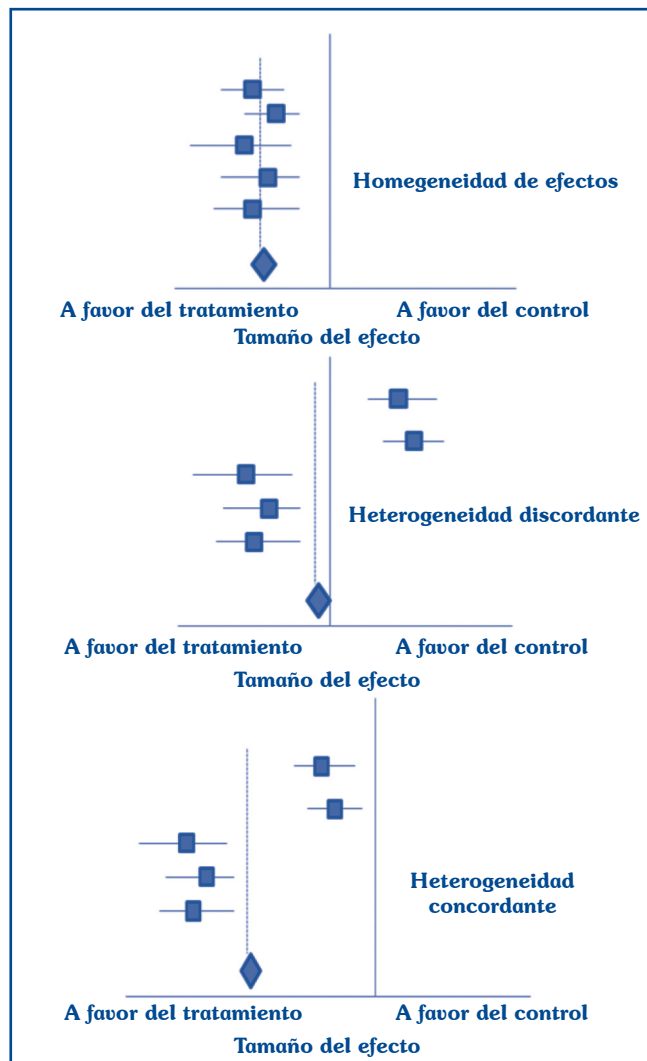 Homegeneidad de efectos
A favor del tratamiento
A favor del control
Tamaño del efecto
Heterogeneidad discordante
A favor del tratamiento
A favor del control
Tamaño del efecto
Heterogeneidad
concordante
A favor del tratamiento
A favor del control
Tamaño del efecto